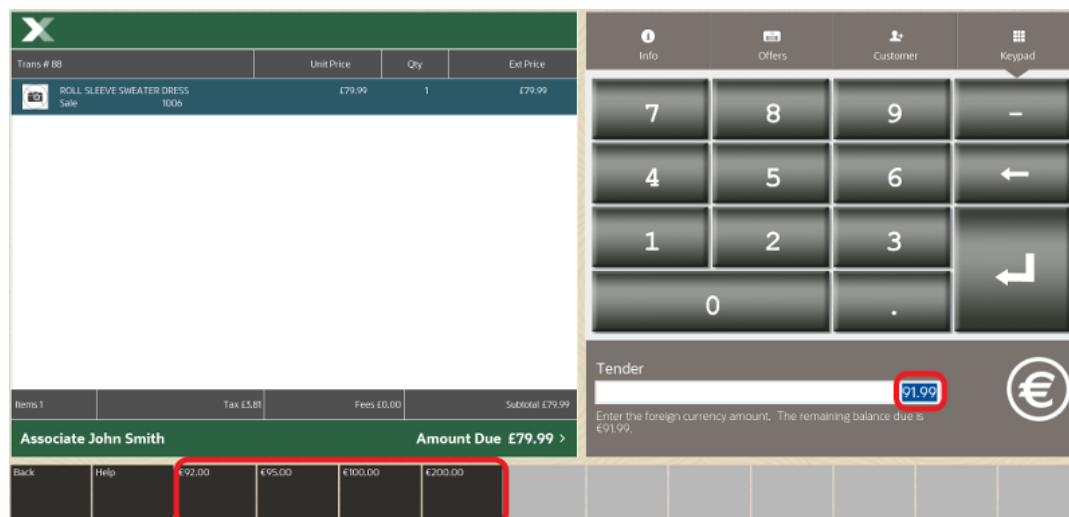 X
Trans # 88 Unit Price Qty Ext Price
ROLL SLEEVE SWEATER DRESS £79.99 1 £79.99
Sale 1006
Items 1 Tax £3.81 Fees £0.00 Subtotal £79.99
Associate John Smith Amount Due £79.99 >
Info Offers Customer Keypad
7 8 9 -
4 5 6 ←
1 2 3
0 .
Tender
91.99
€
Enter the foreign currency amount. The remaining balance due is
€91.99.
Back Help €92.00 €95.00 €100.00 €200.00